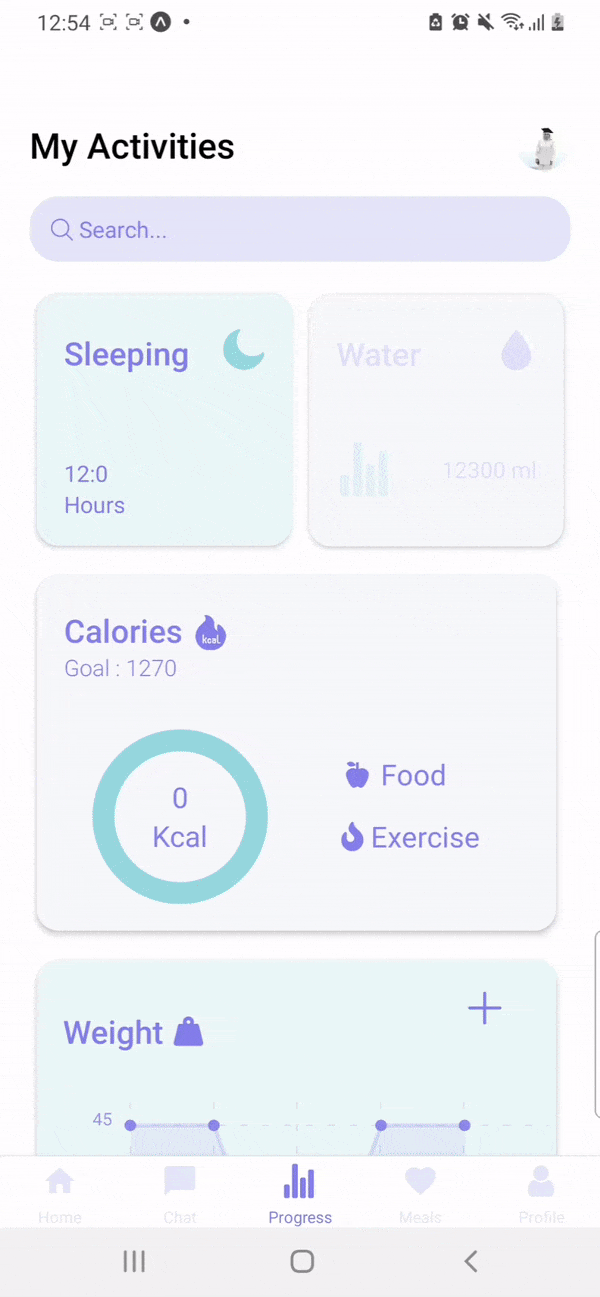 12:54
My Activities
Search...
Sleeping
12:0
Hours
Water
12300 ml
Calories
kcal
Goal : 1270
0
Kcal
Food
Exercise
Weight
45
Home
Chat
Progress
Meals
Profile